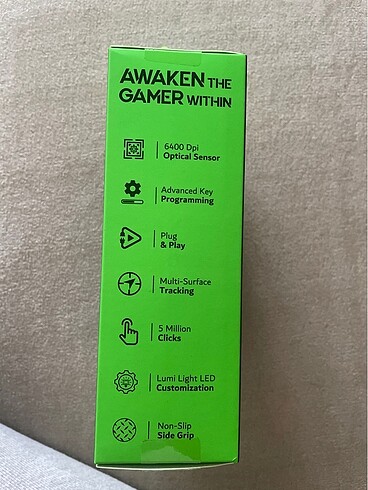 AWAKEN THE
GAMER WITHIN
6400 Dpi
Optical Sensor
Advanced Key
Programming
Plug
& Play
Multi-Surface
Tracking
5 Million
Clicks
Lumi Light LED
Customization
Non-Slip
Side Grip